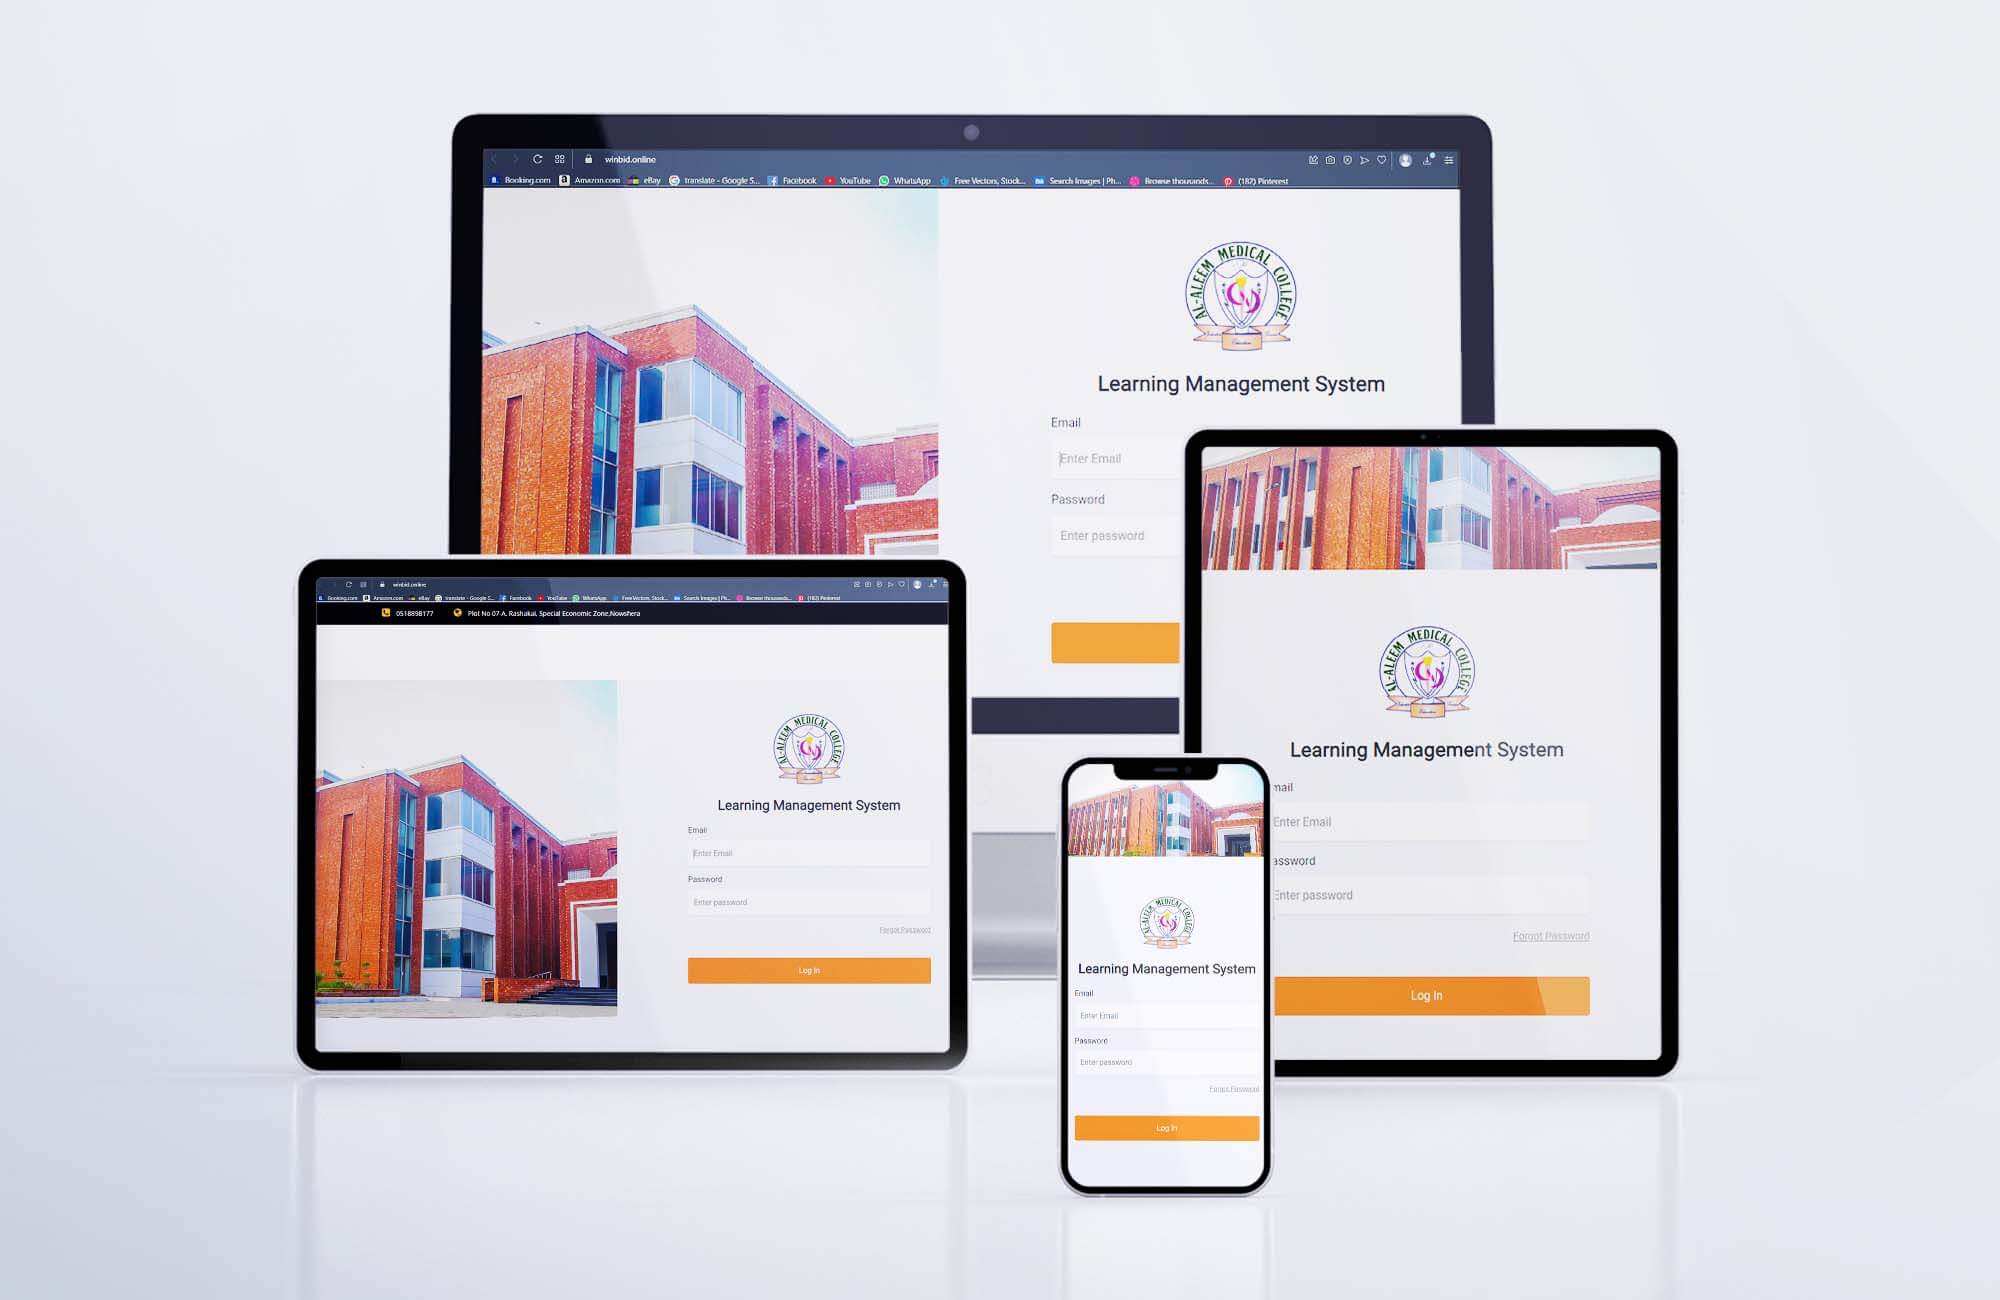 winbid.online
Booking.com Amazon.com eBay translate - Google S... Facebook YouTube WhatsApp Free Vectors, Stock... Search Images | Ph... Browse thousands... (182) Pinterest
AL-ALEEM MEDICAL COLLEGE
Learning Management System
Email
Enter Email
Password
Enter password
winbid.online
Booking.com Amazon.com eBay translate - Google S... Facebook YouTube WhatsApp Free Vectors, Stock... Search Images | Ph... Browse thousands... (182) Pinterest
0518898177 Plot No 07-A, Rashakai, Special Economic Zone,Nowshera
AL-ALEEM MEDICAL COLLEGE
Learning Management System
Email
Enter Email
Password
Enter password
Forgot Password
Log In
AL-ALEEM MEDICAL COLLEGE
Learning Management System
Email
Enter Email
Password
Enter password
Forgot Password
Log In
AL-ALEEM MEDICAL COLLEGE
Learning Management System
mail
Enter Email
assword
Enter password
Forgot Password
Log In